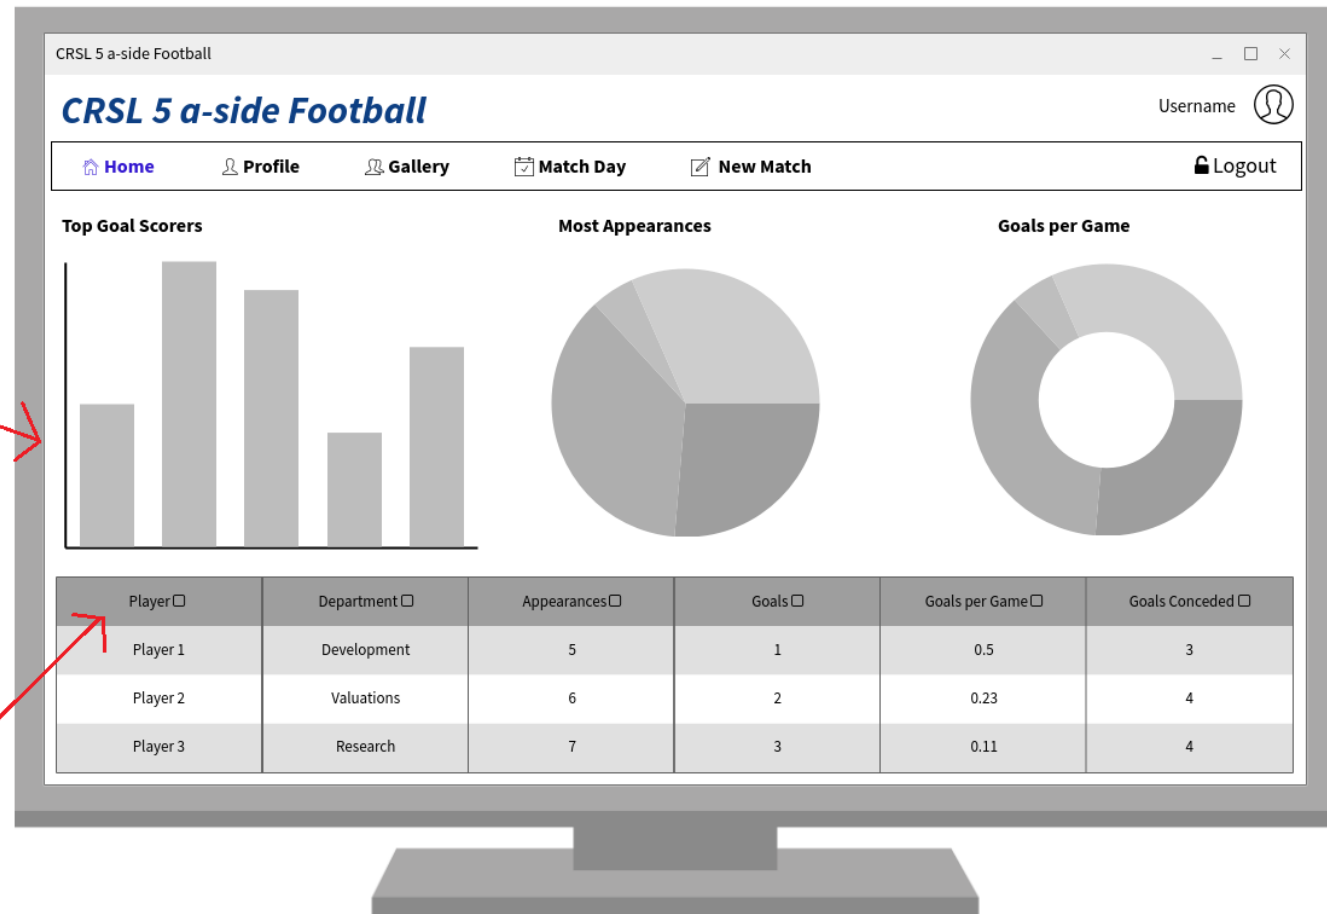 CRSL 5 a-side Football
CRSL 5 a-side Football
Username
Home Profile Gallery Match Day New Match Logout
Top Goal Scorers Most Appearances Goals per Game
Player Department Appearances Goals Goals per Game Goals Conceded
Player 1 Development 5 1 0.5 3
Player 2 Valuations 6 2 0.23 4
Player 3 Research 7 3 0.11 4